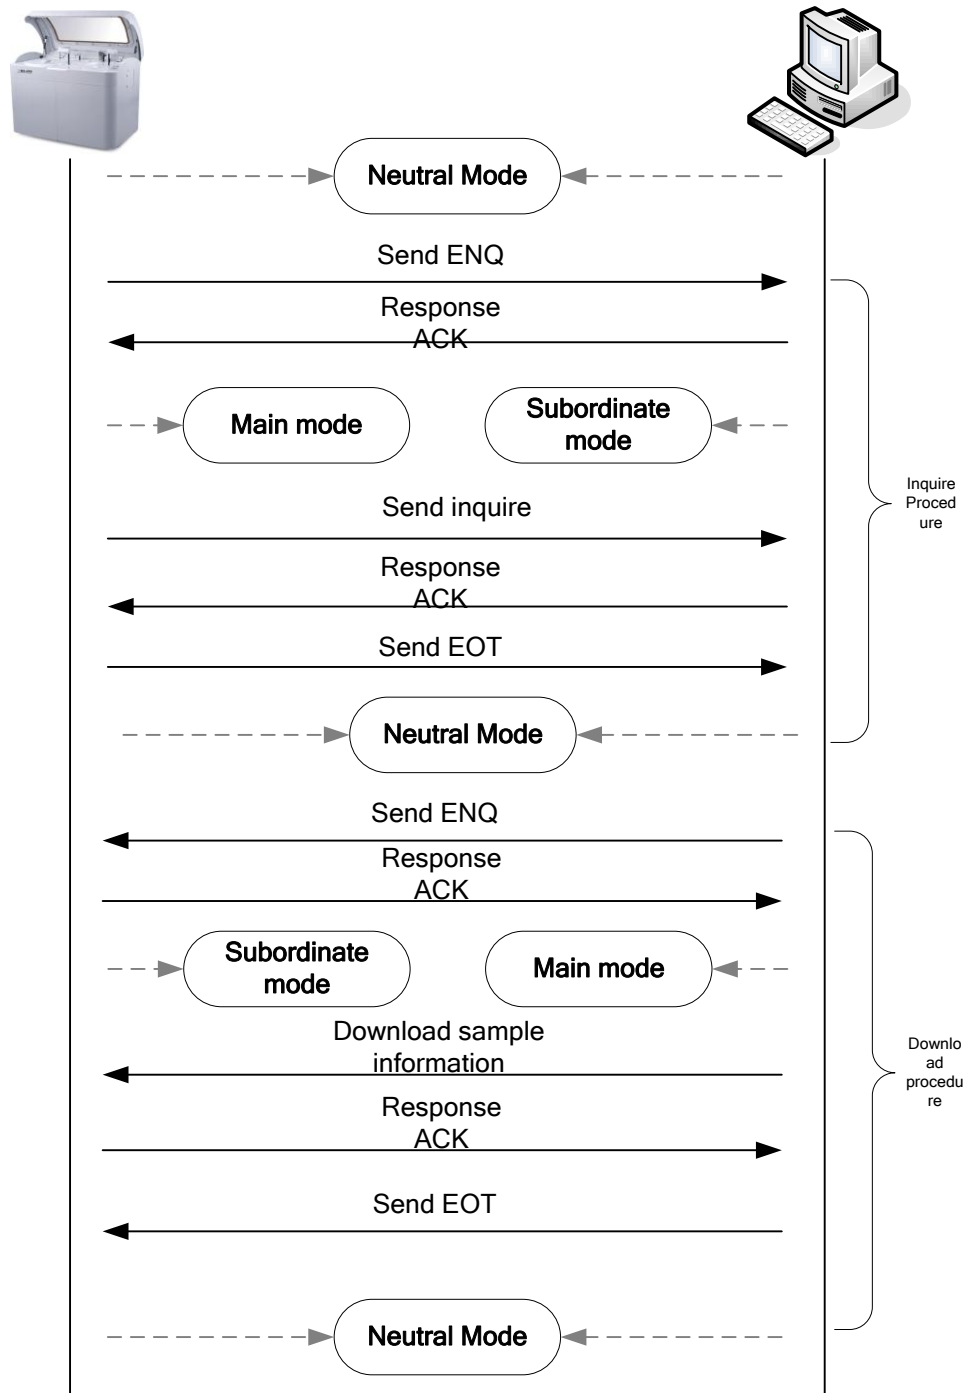 Neutral Mode
Send ENQ
Response
ACK
Main mode
Subordinate
mode
Send inquire
Response
ACK
Send EOT
Neutral Mode
Inquire
Proced
ure
Send ENQ
Response
ACK
Subordinate
mode
Main mode
Download sample
information
Response
ACK
Send EOT
Neutral Mode
Downlo
ad
procedu
re